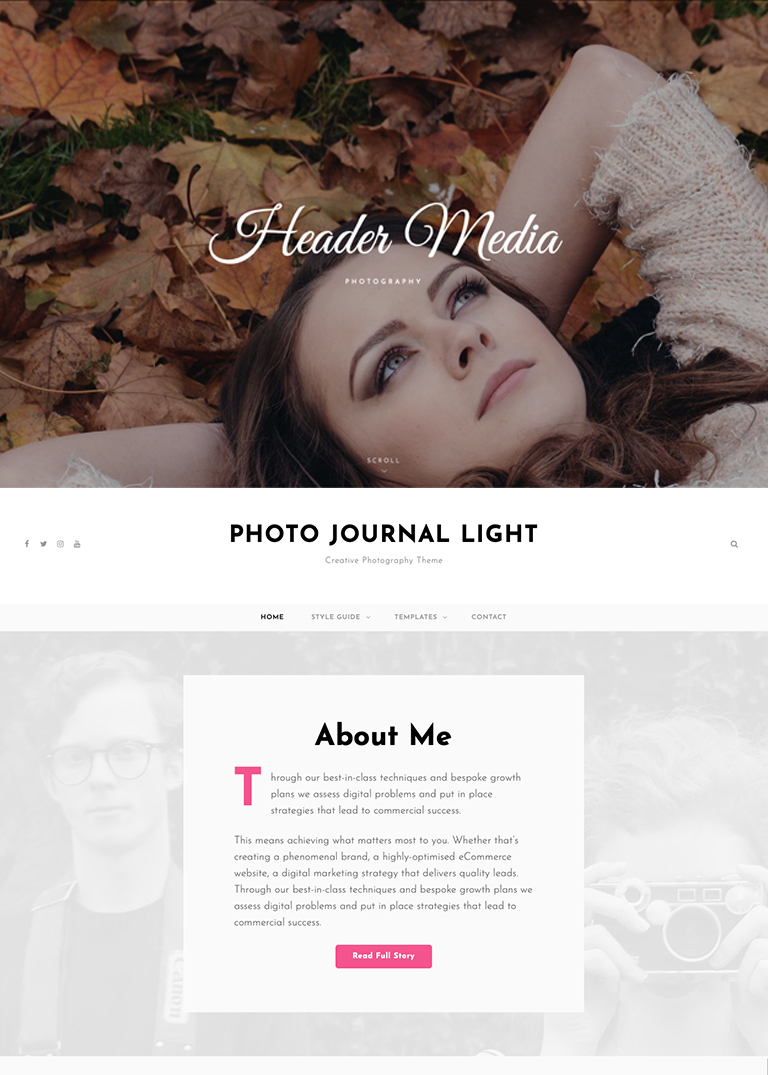 Header Media
PHOTOGRAPHY
SCROLL
PHOTO JOURNAL LIGHT
Creative Photography Theme
HOME STYLE GUIDE TEMPLATES CONTACT
About Me
Through our best-in-class techniques and bespoke growth
plans we assess digital problems and put in place
strategies that lead to commercial success.
This means achieving what matters most to you. Whether that's
creating a phenomenal brand, a highly-optimised eCommerce
website, a digital marketing strategy that delivers quality leads.
Through our best-in-class techniques and bespoke growth plans we
assess digital problems and put in place strategies that lead to
commercial success.
Read Full Story
Canon